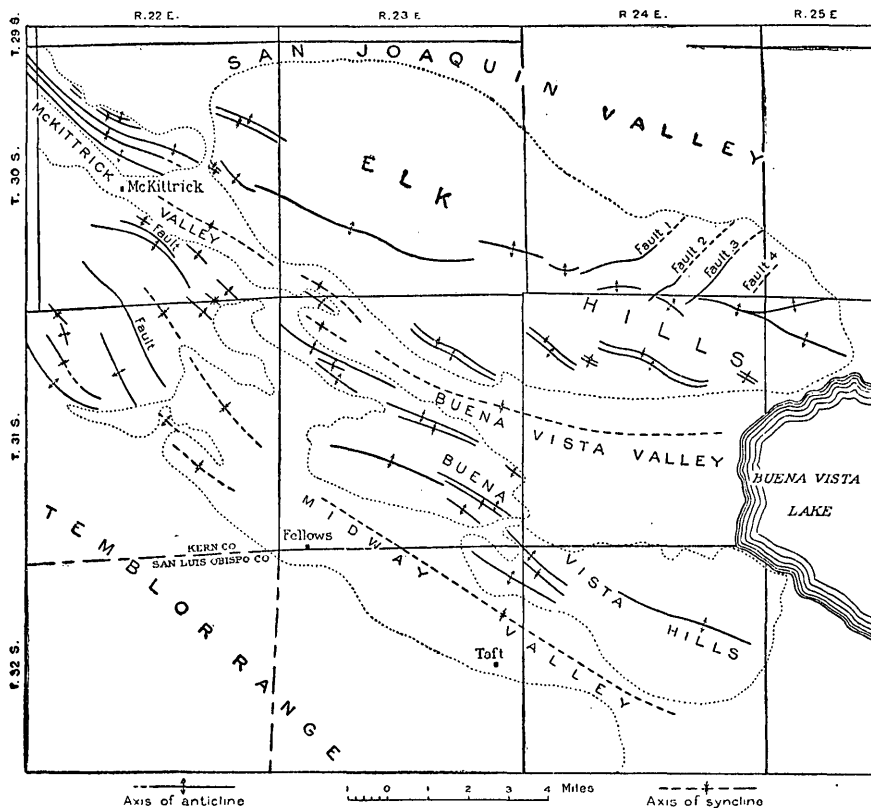 R. 22 E.
R. 23 E
R 24 E.
R. 25 E
T. 29 S.
T. 30 S.
T. 31 S.
T. 32 S.
SAN JOAQUIN VALLEY
McKITTRICK
VALLEY
McKittrick
ELK
HILLS
Fault
Fault
Fault 1
Fault 2
Fault 3
Fault 4
BUENA
VISTA VALLEY
BUENA
VISTA
HILLS
BUENA VISTA
LAKE
MIDWAY
VALLEY
Fellows
KERN CO
SAN LUIS OBISPO CO
Taft
TEMBLOR RANGE
Axis of anticline
1 0 1 2 3 4 Miles
Axis of syncline